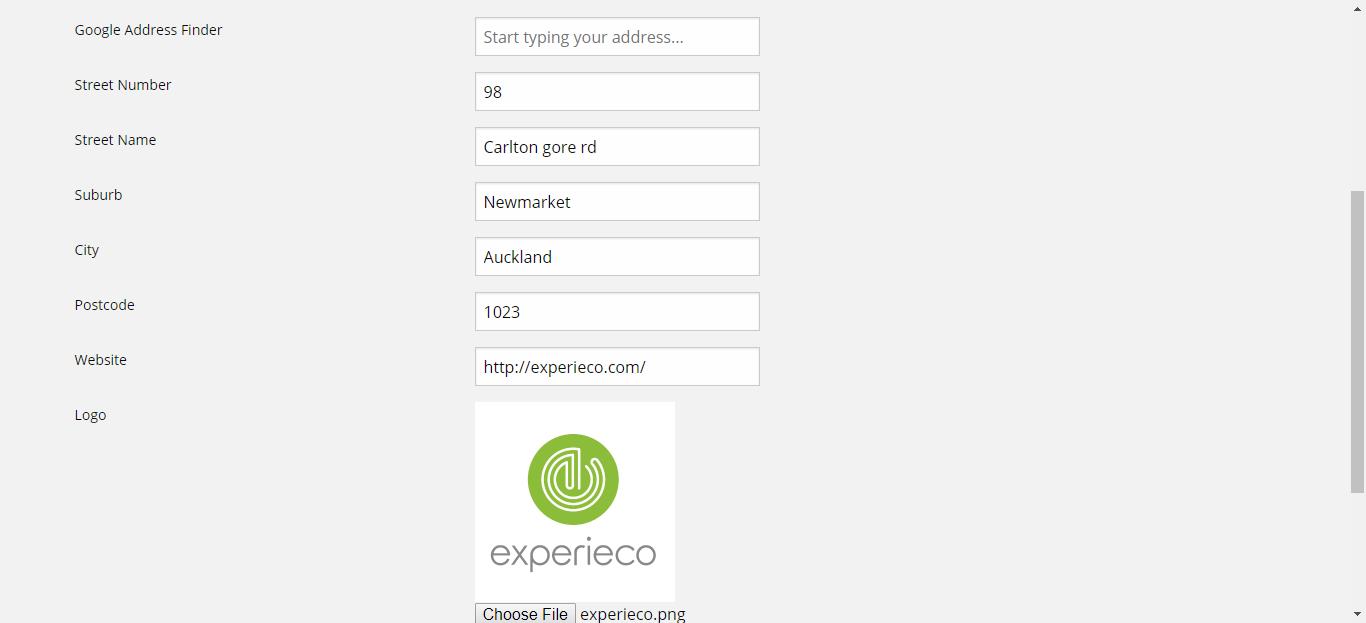 Google Address Finder
Start typing your address...
Street Number
98
Street Name
Carlton gore rd
Suburb
Newmarket
City
Auckland
Postcode
1023
Website
http://experieco.com/
Logo
experieco
Choose File experieco.png